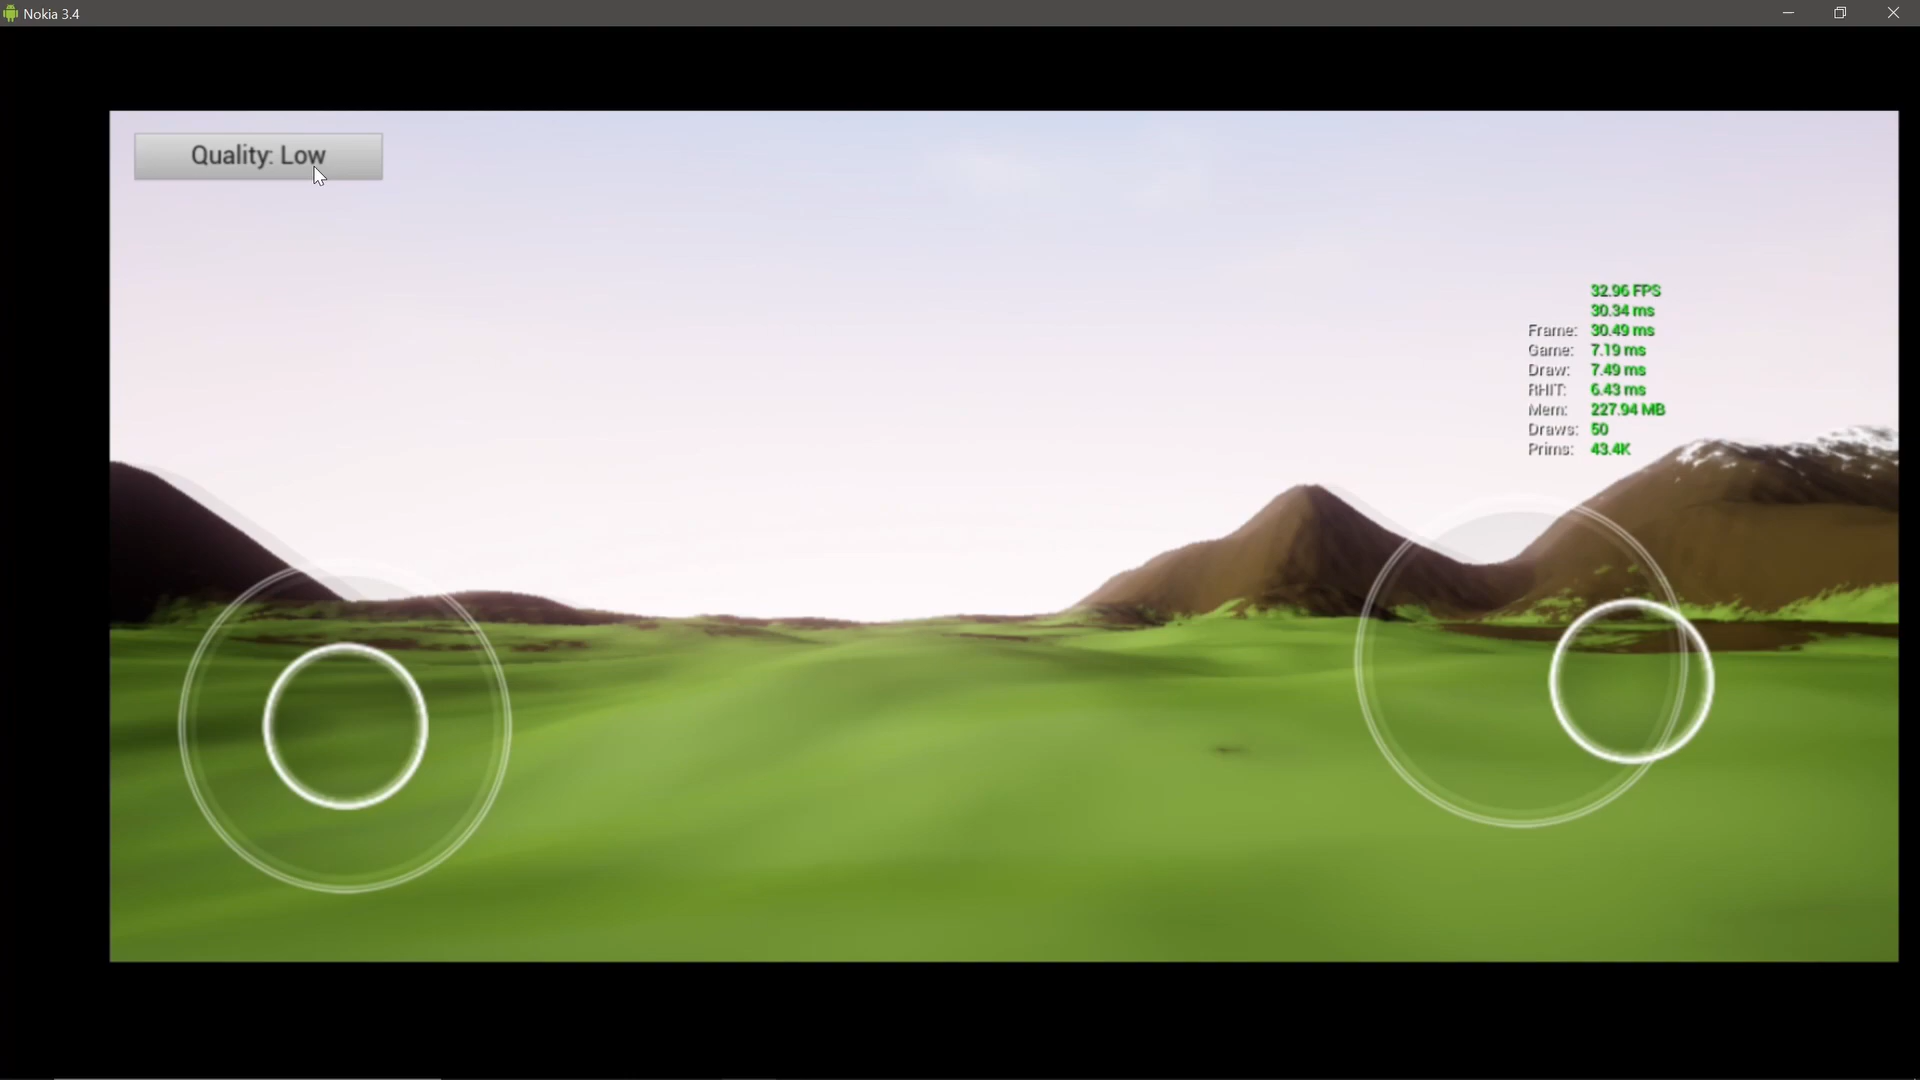 Nokia 3.4
Quality: Low
32.96 FPS
30.34 ms
Frame: 30.49 ms
Game: 7.19 ms
Draw: 7.49 ms
RHIT: 6.43 ms
Mem: 227.94 MB
Draws: 50
Prims: 43.4K